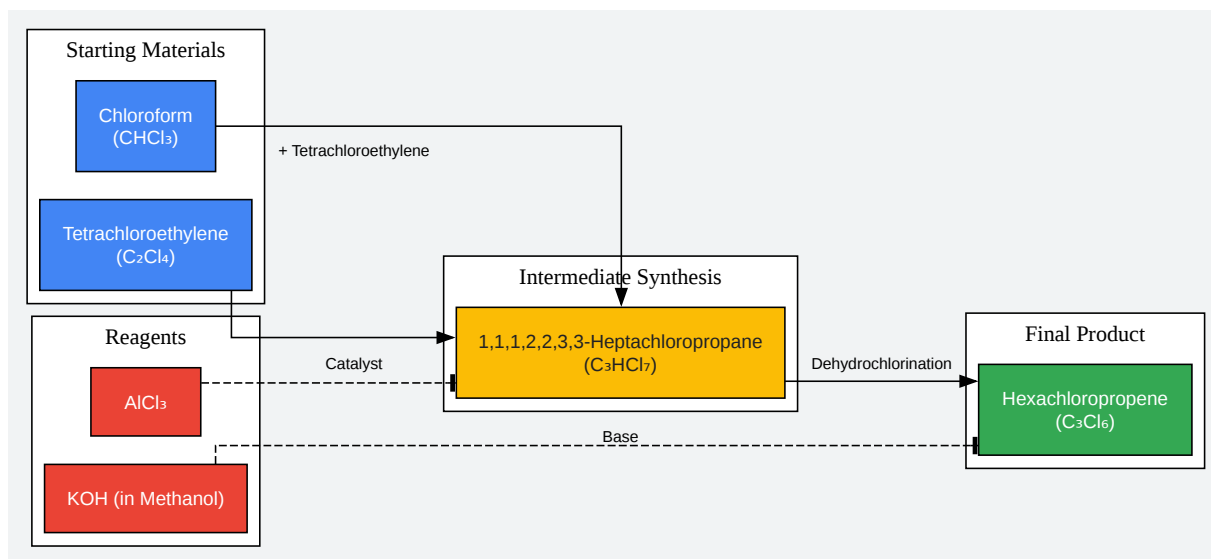 Starting Materials
Chloroform
(CHCl₃)
+ Tetrachloroethylene
Tetrachloroethylene
(C₂Cl₄)
Intermediate Synthesis
1,1,1,2,2,3,3-Heptachloropropane
(C₃HCl₇)
Reagents
Catalyst
AlCl₃
Base
KOH (in Methanol)
Dehydrochlorination
Final Product
Hexachloropropene
(C₃Cl₆)